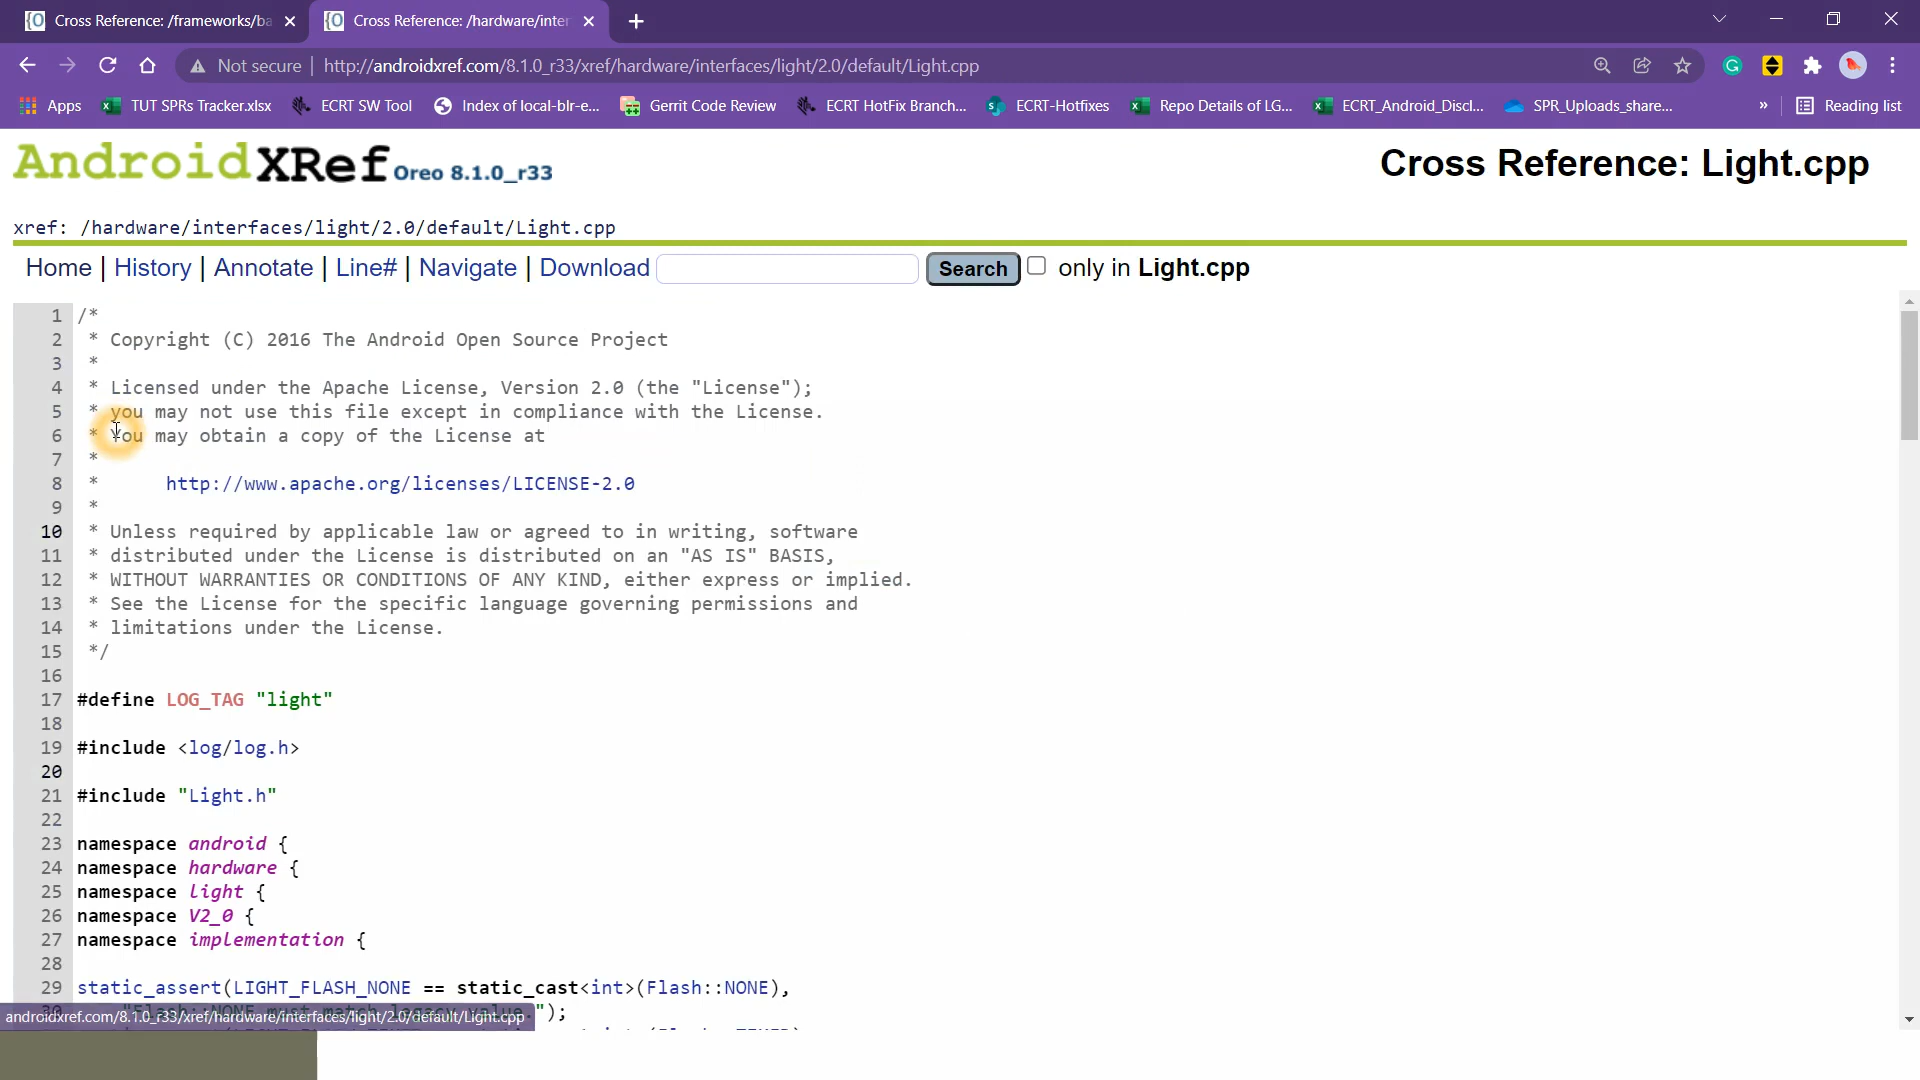 Cross Reference: /frameworks/ba
Cross Reference: /hardware/inter
Not secure | http://androidxref.com/8.1.0_r33/xref/hardware/interfaces/light/2.0/default/Light.cpp
Apps TUT SPRs Tracker.xlsx ECRT SW Tool Index of local-blr-e... Gerrit Code Review ECRT HotFix Branch... ECRT-Hotfixes Repo Details of LG... ECRT_Android_Discl... SPR_Uploads_share... » Reading list
AndroidXRef Oreo 8.1.0_r33
Cross Reference: Light.cpp
xref: /hardware/interfaces/light/2.0/default/Light.cpp
Home | History | Annotate | Line# | Navigate | Download Search only in Light.cpp
1 /*
2 * Copyright (C) 2016 The Android Open Source Project
3 *
4 * Licensed under the Apache License, Version 2.0 (the "License");
5 * you may not use this file except in compliance with the License.
6 * You may obtain a copy of the License at
7 *
8 * http://www.apache.org/licenses/LICENSE-2.0
9 *
10 * Unless required by applicable law or agreed to in writing, software
11 * distributed under the License is distributed on an "AS IS" BASIS,
12 * WITHOUT WARRANTIES OR CONDITIONS OF ANY KIND, either express or implied.
13 * See the License for the specific language governing permissions and
14 * limitations under the License.
15 */
16
17 #define LOG_TAG "light"
18
19 #include <log/log.h>
20
21 #include "Light.h"
22
23 namespace android {
24 namespace hardware {
25 namespace light {
26 namespace V2_0 {
27 namespace implementation {
28
29 static_assert(LIGHT_FLASH_NONE == static_cast<int>(Flash::NONE),
30 "Flash::NONE must match legacy value.");
androidxref.com/8.1.0_r33/xref/hardware/interfaces/light/2.0/default/Light.cpp